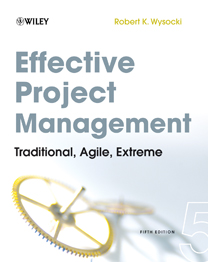 WILEY
Robert K. Wysocki
Effective
Project
Management
Traditional, Agile, Extreme
FIFTH EDITION
5